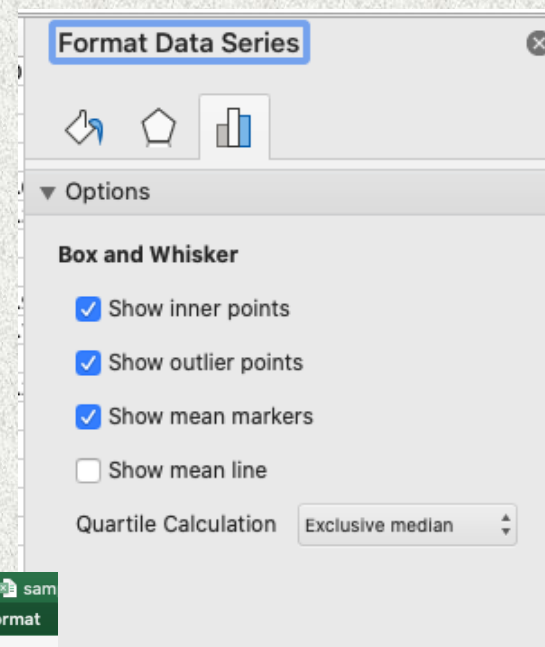 Format Data Series
Options
Box and Whisker
Show inner points
Show outlier points
Show mean markers
Show mean line
Quartile Calculation Exclusive median
sam
ormat